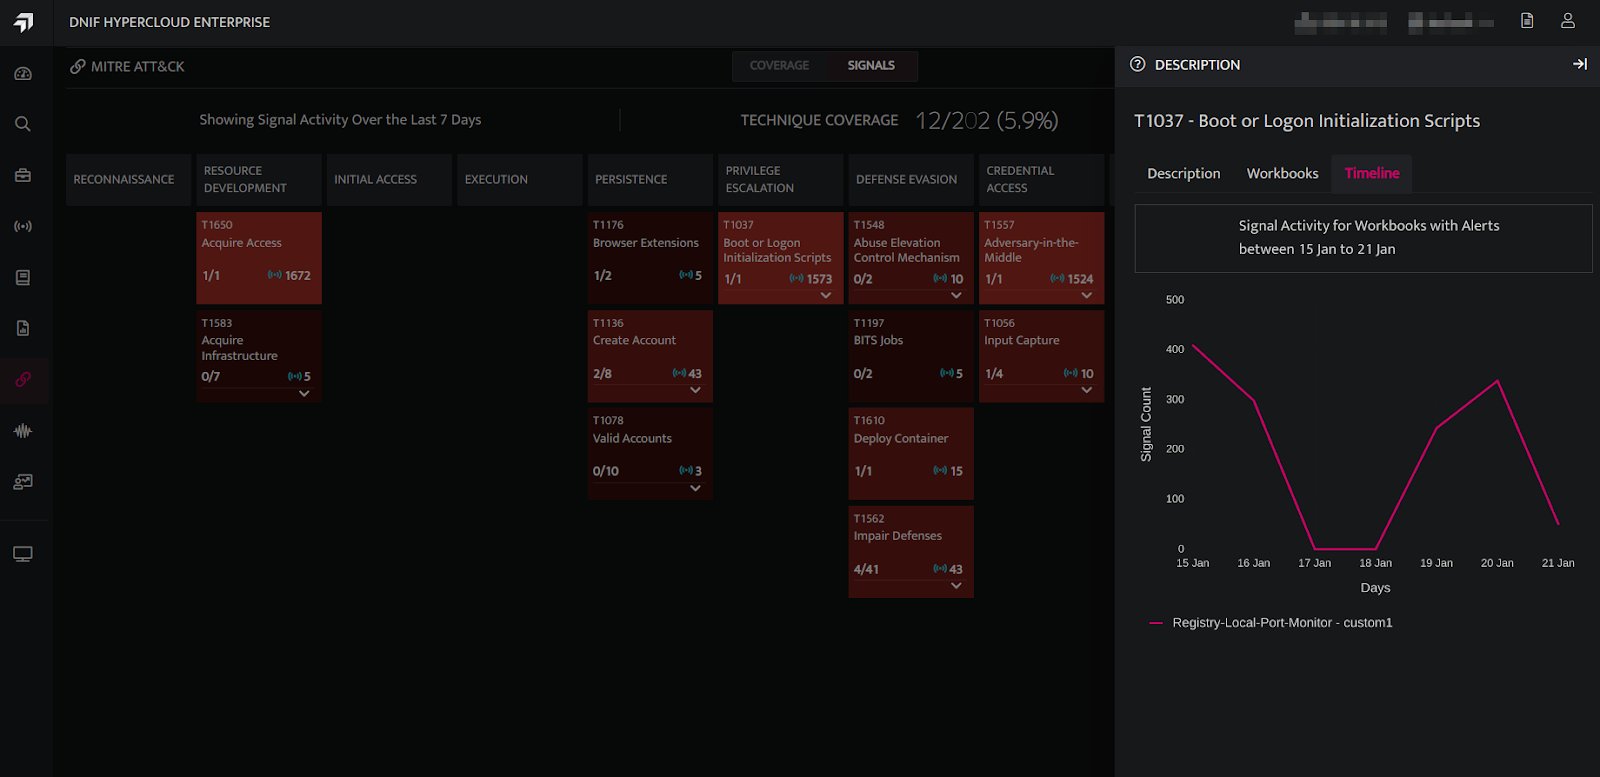 DNIF HYPERCLOUD ENTERPRISE
MITRE ATT&CK
COVERAGE
SIGNALS
Showing Signal Activity Over the Last 7 Days
TECHNIQUE COVERAGE 12/202 (5.9%)
RECONNAISSANCE
RESOURCE
DEVELOPMENT
INITIAL ACCESS
EXECUTION
PERSISTENCE
PRIVILEGE
ESCALATION
DEFENSE EVASION
CREDENTIAL
ACCESS
T1650
Acquire Access
1/1 1672
T1583
Acquire
Infrastructure
0/7 5
T1176
Browser Extensions
1/2 5
T1136
Create Account
2/8 43
T1078
Valid Accounts
0/10 3
T1037
Boot or Logon
Initialization Scripts
1/1 1573
T1548
Abuse Elevation
Control Mechanism
0/2 10
T1197
BITS Jobs
0/2 5
T1610
Deploy Container
1/1 15
T1562
Impair Defenses
4/41 43
T1557
Adversary-in-the-
Middle
1/1 1524
T1056
Input Capture
1/4 10
DESCRIPTION
T1037 - Boot or Logon Initialization Scripts
Description Workbooks Timeline
Signal Activity for Workbooks with Alerts
between 15 Jan to 21 Jan
500
400
300
200
100
0
Signal Count
15 Jan 16 Jan 17 Jan 18 Jan 19 Jan 20 Jan 21 Jan
Days
Registry-Local-Port-Monitor - custom1